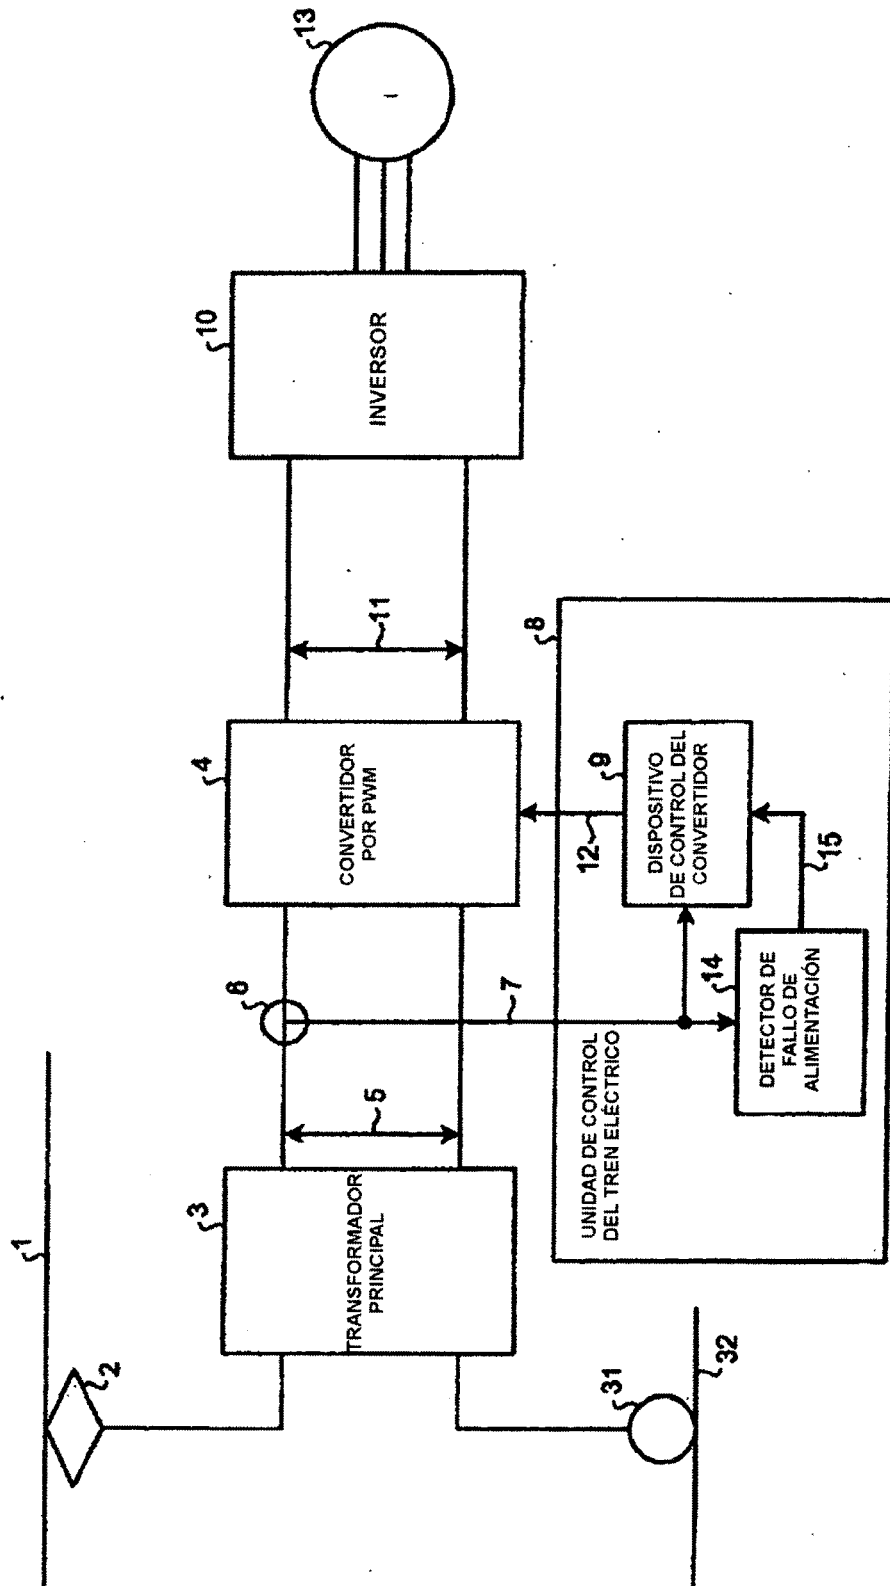 1
2
3
TRANSFORMADOR
PRINCIPAL
5
6
7
4
CONVERTIDOR
POR PWM
11
10
INVERSOR
13
31
32
8
UNIDAD DE CONTROL
DEL TREN ELÉCTRICO
12
9
DISPOSITIVO
DE CONTROL DEL
CONVERTIDOR
14
DETECTOR DE
FALLO DE
ALIMENTACIÓN
15